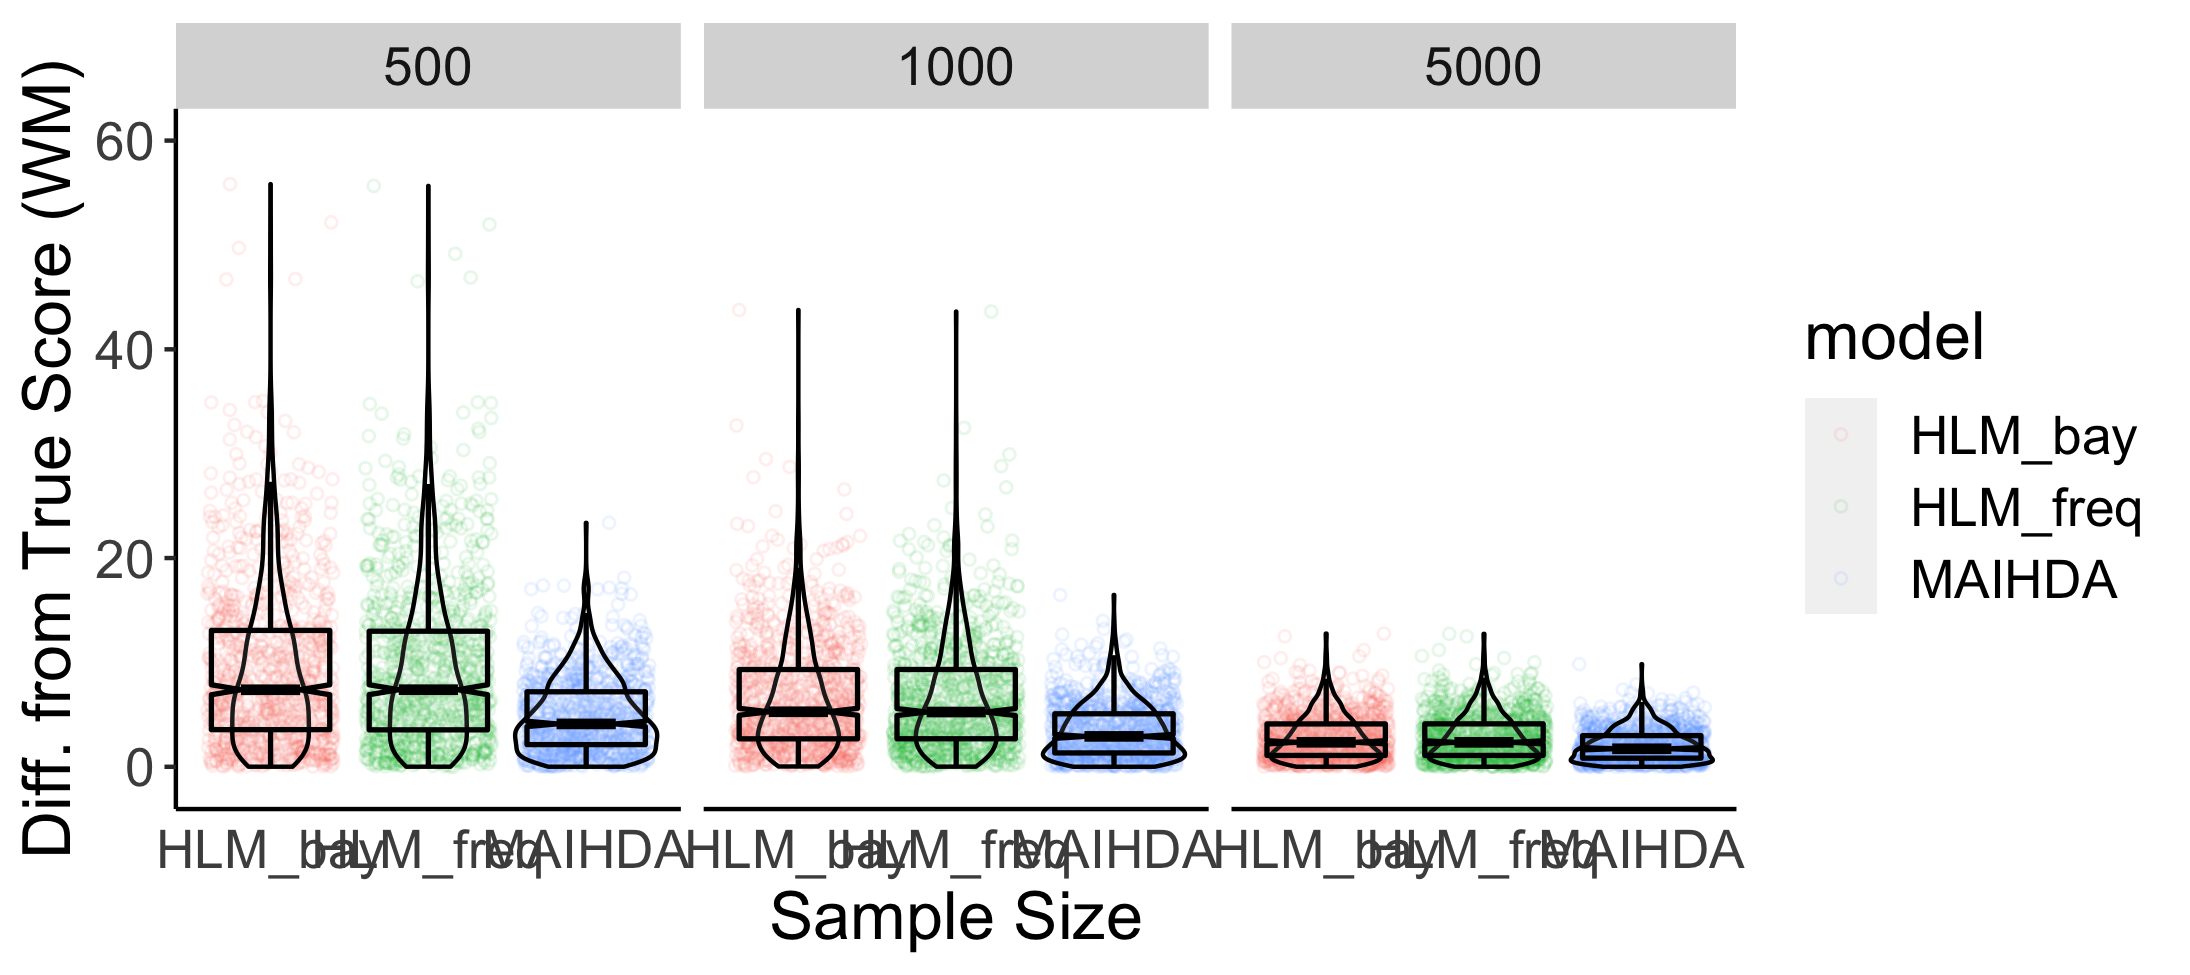 500 1000 5000
Diff. from True Score (WM)
60
40
20
0
HLM_bay HLM_freq MAIHDA HLM_bay HLM_freq MAIHDA HLM_bay HLM_freq MAIHDA
Sample Size
model
HLM_bay
HLM_freq
MAIHDA